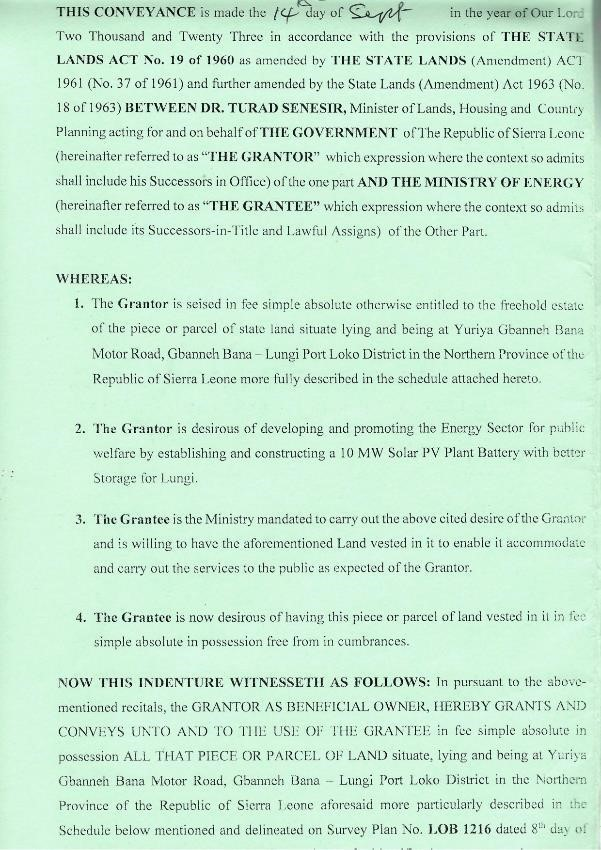 THIS CONVEYANCE is made the 14th day of Sept in the year of Our Lord
Two Thousand and Twenty Three in accordance with the provisions of THE STATE
LANDS ACT No. 19 of 1960 as amended by THE STATE LANDS (Amendment) ACT
1961 (No. 37 of 1961) and further amended by the State Lands (Amendment) Act 1963 (No.
18 of 1963) BETWEEN DR. TURAD SENESIR, Minister of Lands, Housing and Country
Planning acting for and on behalf of THE GOVERNMENT of The Republic of Sierra Leone
(hereinafter referred to as “THE GRANTOR” which expression where the context so admits
shall include his Successors in Office) of the one part AND THE MINISTRY OF ENERGY
(hereinafter referred to as “THE GRANTEE” which expression where the context so admits
shall include its Successors-in-Title and Lawful Assigns) of the Other Part.
WHEREAS:
1. The Grantor is seised in fee simple absolute otherwise entitled to the freehold estate
of the piece or parcel of state land situate lying and being at Yuriya Gbanneh Bana
Motor Road, Gbanneh Bana – Lungi Port Loko District in the Northern Province of the
Republic of Sierra Leone more fully described in the schedule attached hereto.
2. The Grantor is desirous of developing and promoting the Energy Sector for public
welfare by establishing and constructing a 10 MW Solar PV Plant Battery with better
Storage for Lungi.
3. The Grantee is the Ministry mandated to carry out the above cited desire of the Grantor
and is willing to have the aforementioned Land vested in it to enable it accommodate
and carry out the services to the public as expected of the Grantor.
4. The Grantee is now desirous of having this piece or parcel of land vested in it in fee
simple absolute in possession free from in cumbrances.
NOW THIS INDENTURE WITNESSETH AS FOLLOWS: In pursuant to the above-
mentioned recitals, the GRANTOR AS BENEFICIAL OWNER, HEREBY GRANTS AND
CONVEYS UNTO AND TO THE USE OF THE GRANTEE in fee simple absolute in
possession ALL THAT PIECE OR PARCEL OF LAND situate, lying and being at Yuriya
Gbanneh Bana Motor Road, Gbanneh Bana – Lungi Port Loko District in the Northern
Province of the Republic of Sierra Leone aforesaid more particularly described in the
Schedule below mentioned and delineated on Survey Plan No. LOB 1216 dated 8th day of